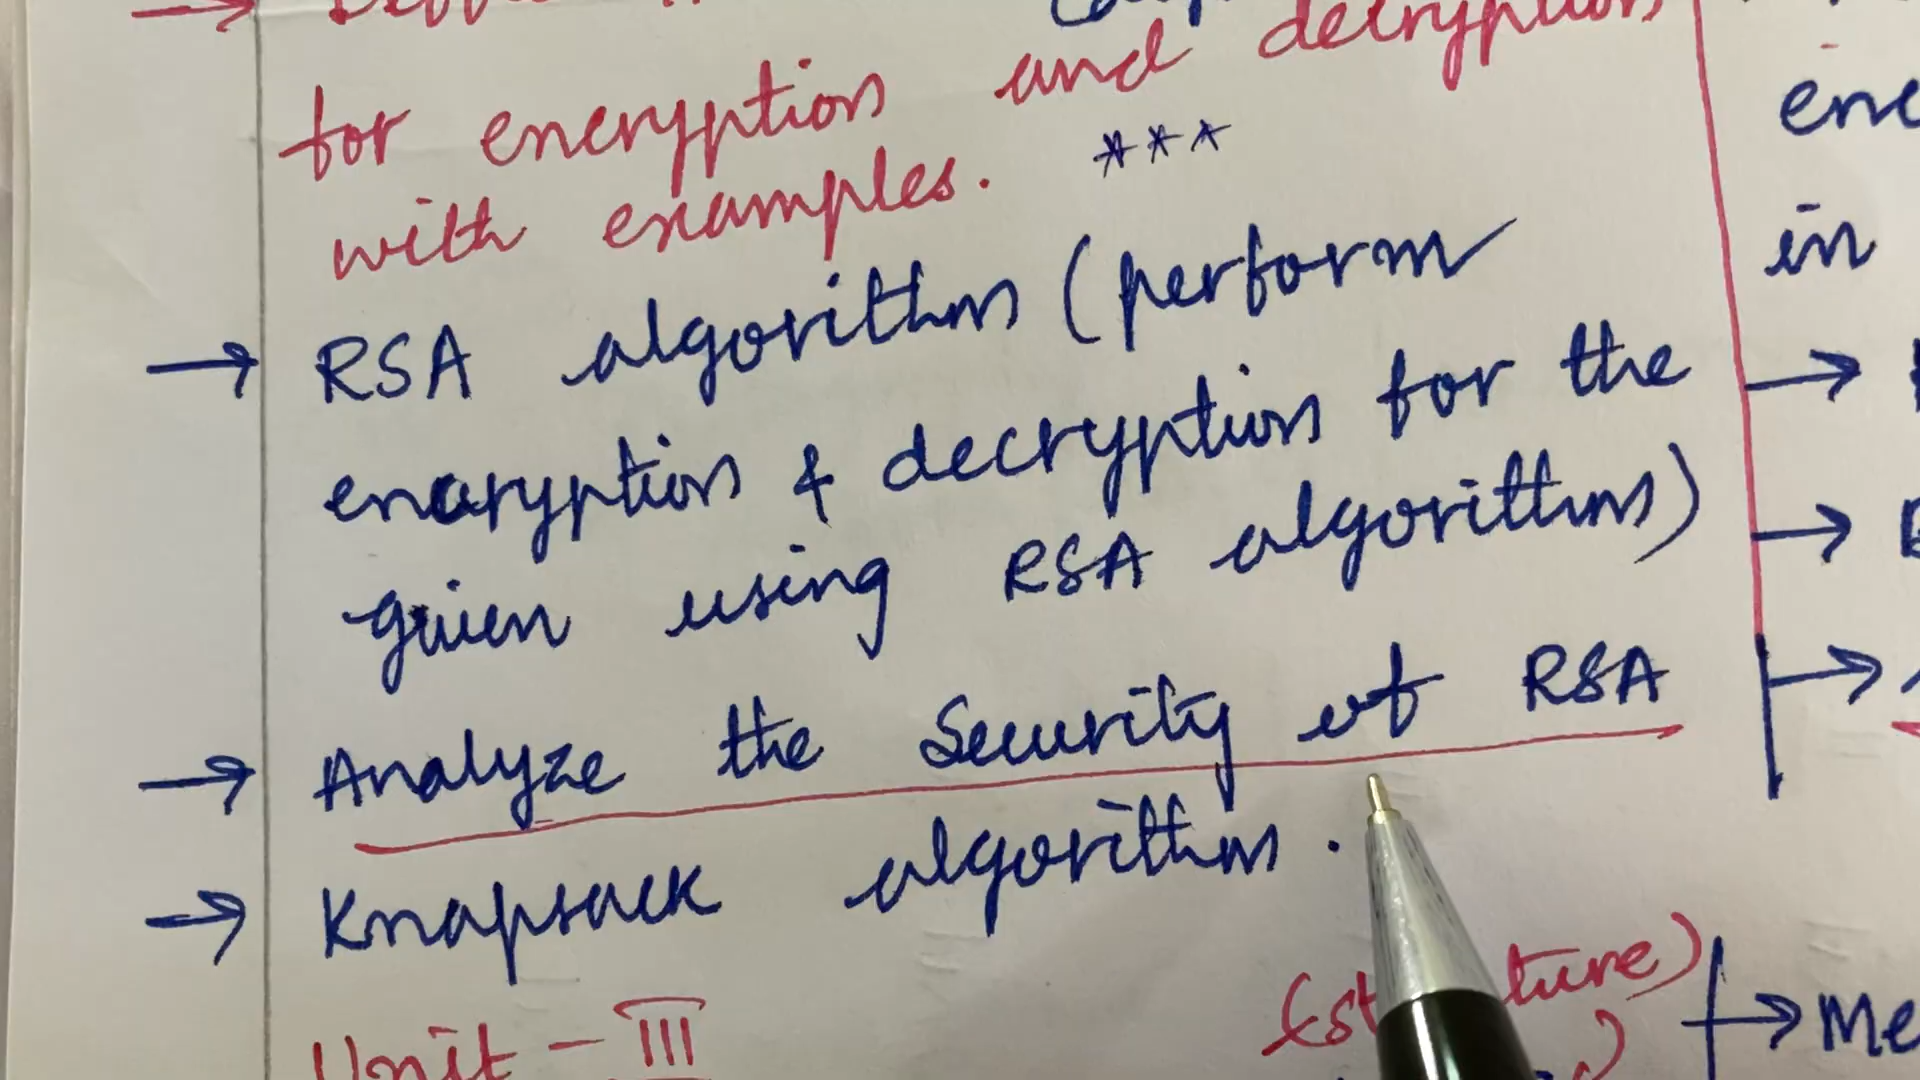 for encryption and decryption
with examples. ***
→ RSA algorithm (perform
encryption & decryption for the
given using RSA algorithm)
→ Analyze the Security of RSA
→ Knapsack algorithm.
Unit - III
en
in
→ Me